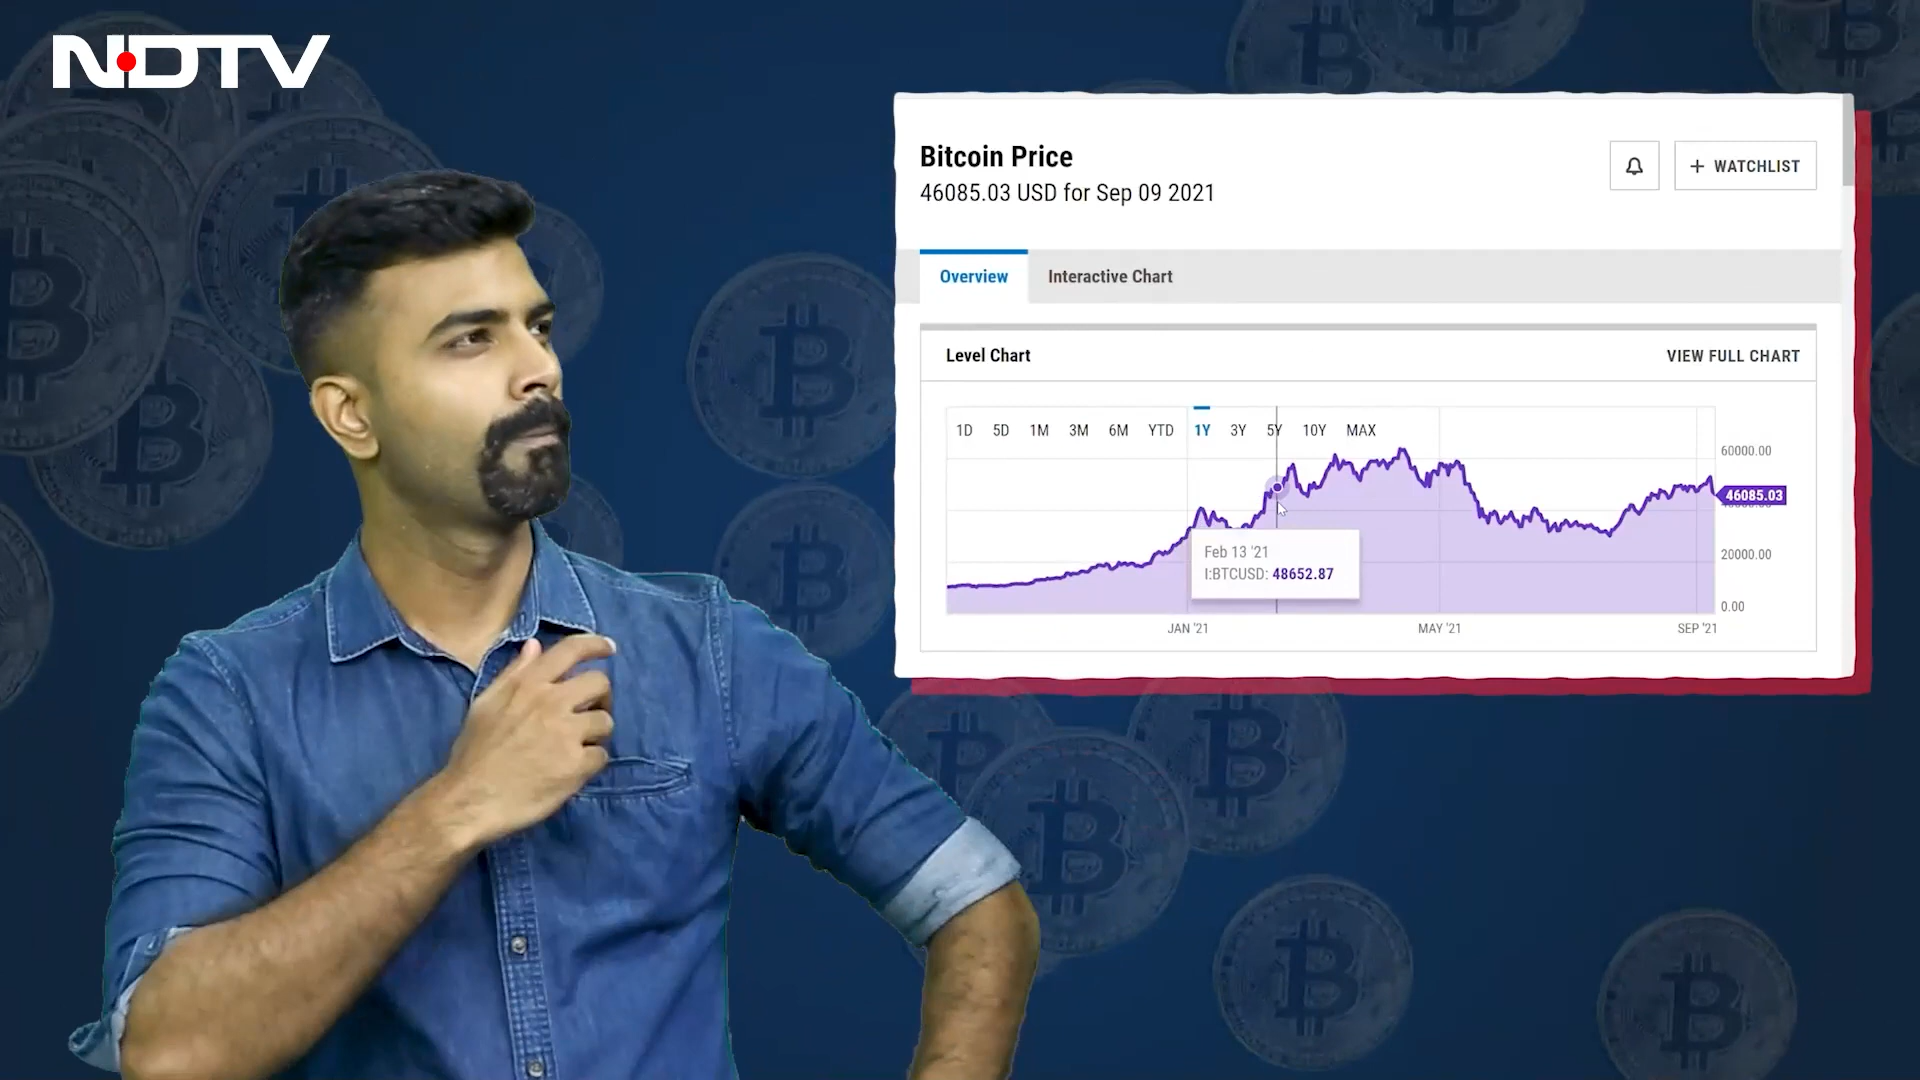 NDTV
Bitcoin Price
46085.03 USD for Sep 09 2021
+ WATCHLIST
Overview
Interactive Chart
Level Chart
VIEW FULL CHART
1D 5D 1M 3M 6M YTD 1Y 3Y 5Y 10Y MAX
60000.00
46085.03
Feb 13 '21
I:BTCUSD: 48652.87
20000.00
0.00
JAN '21
MAY '21
SEP '21